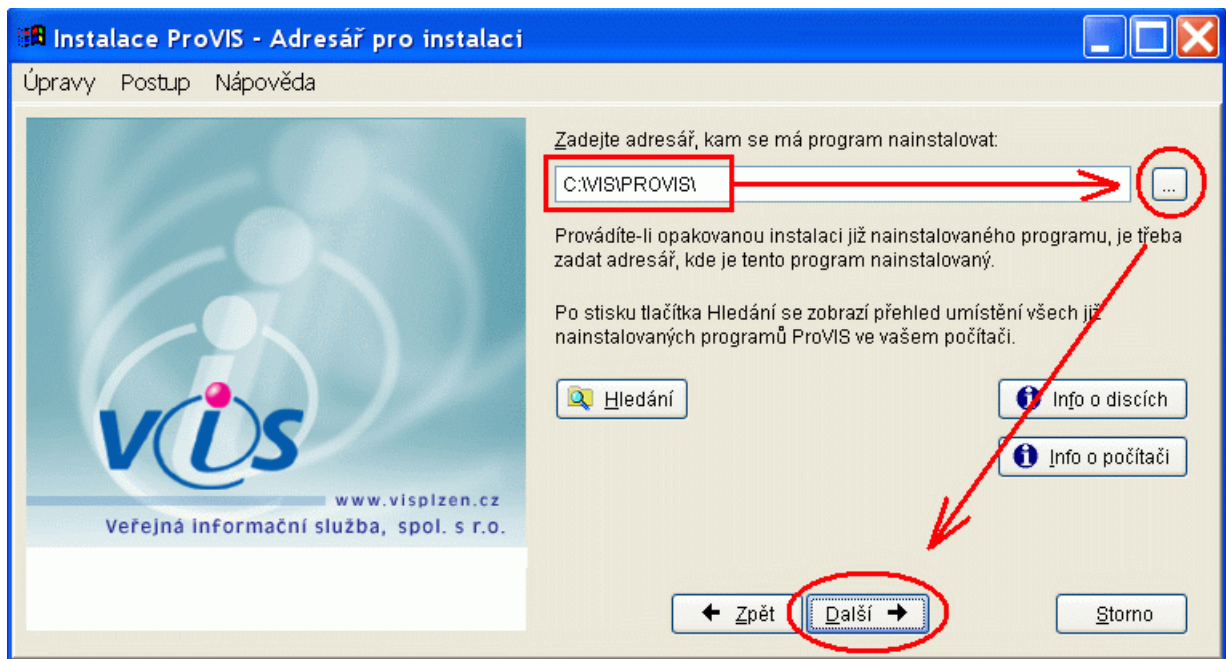 Instalace ProVIS - Adresář pro instalaci
Úpravy Postup Nápověda
Zadejte adresář, kam se má program nainstalovat:
C:\VIS\PROVIS\
...
Provádíte-li opakovanou instalaci již nainstalovaného programu, je třeba
zadat adresář, kde je tento program nainstalovaný.
Po stisku tlačítka Hledání se zobrazí přehled umístění všech již
nainstalovaných programů ProVIS ve vašem počítači.
Hledání
Info o discích
Info o počítači
VIS
www.visplzen.cz
Veřejná informační služba, spol. s r.o.
Zpět
Další
Storno